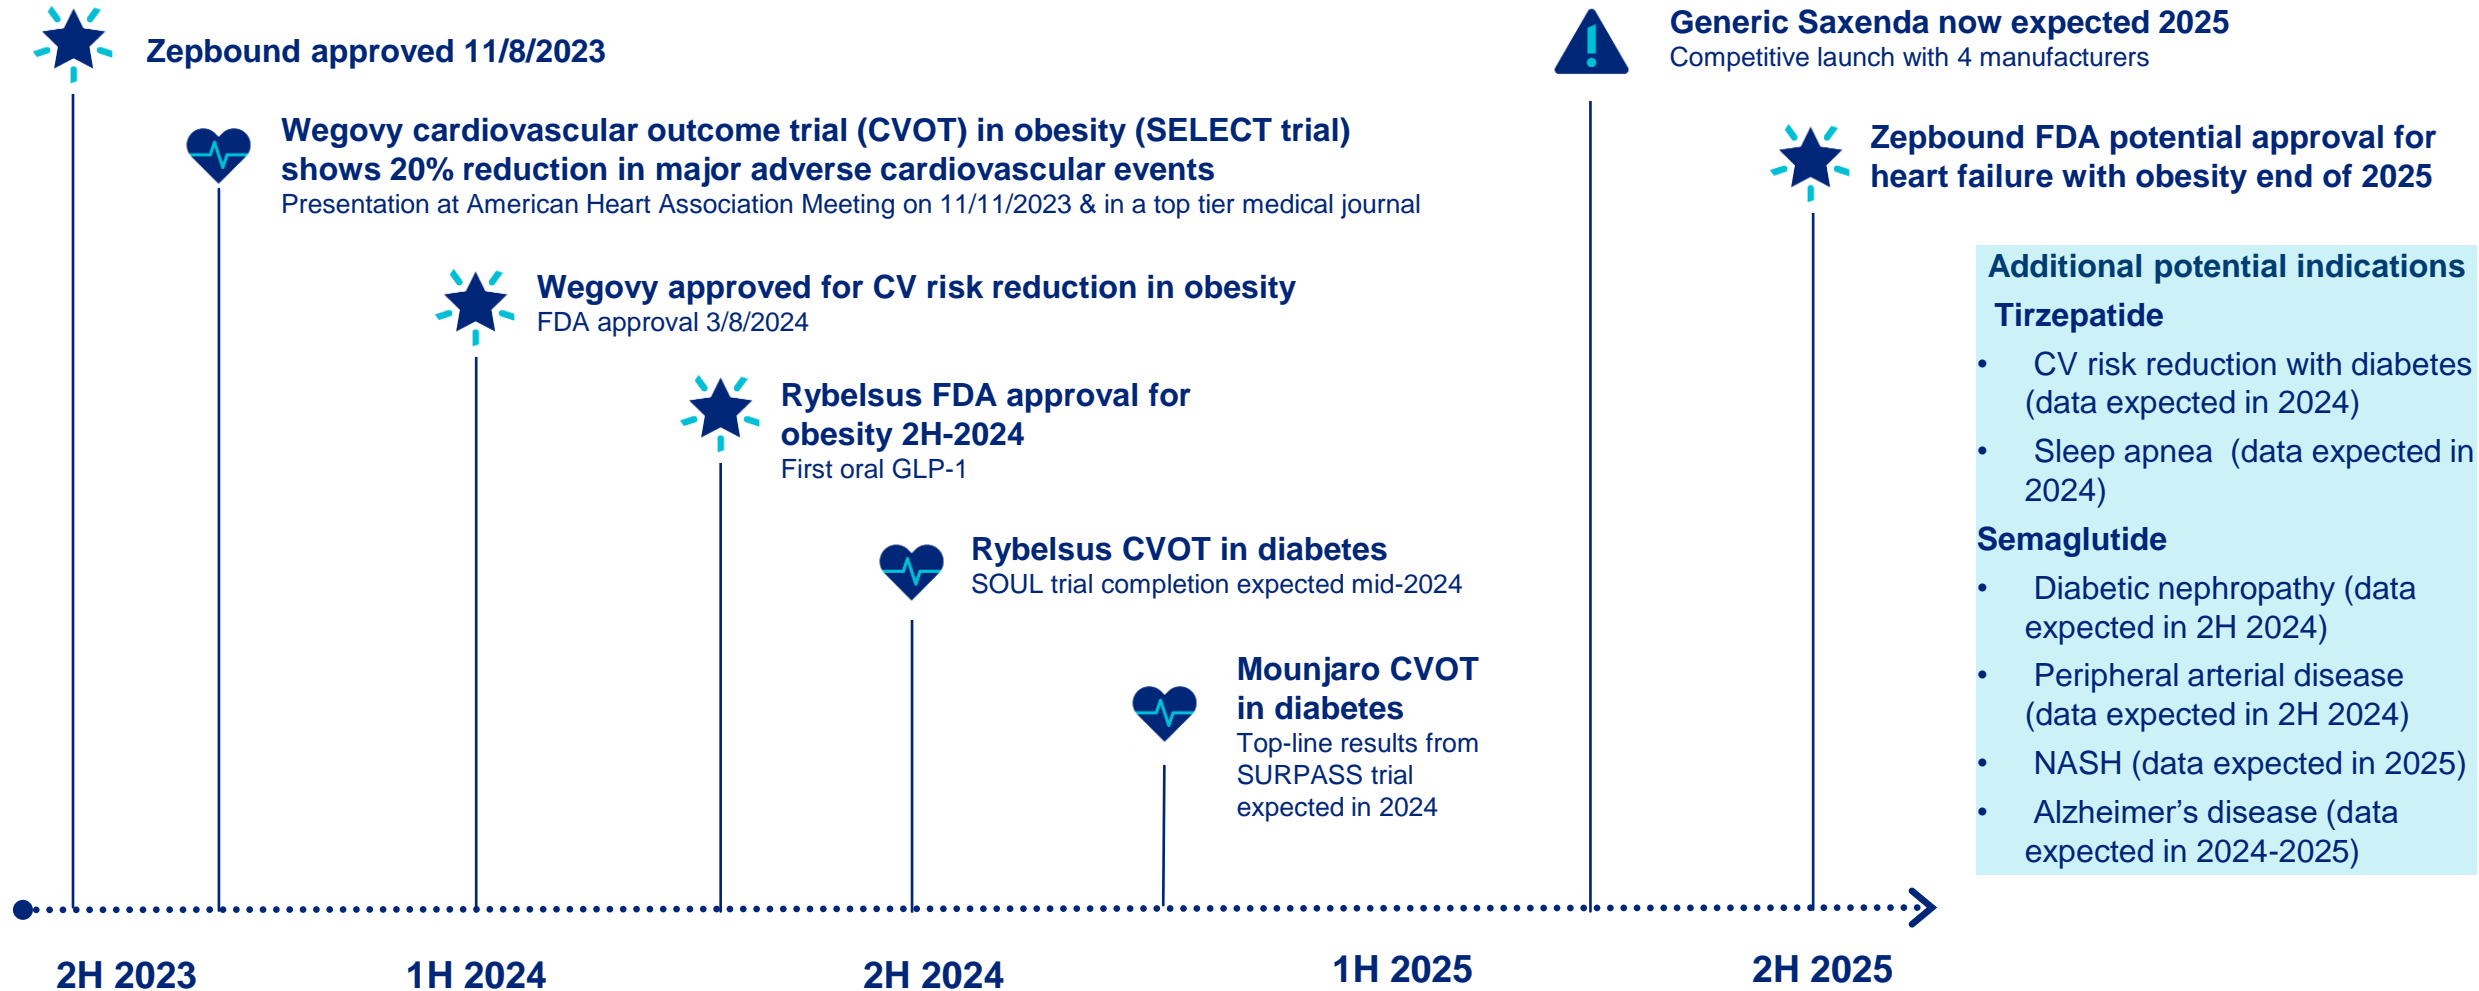 Zepbound approved 11/8/2023
Wegovy cardiovascular outcome trial (CVOT) in obesity (SELECT trial)
shows 20% reduction in major adverse cardiovascular events
Presentation at American Heart Association Meeting on 11/11/2023 & in a top tier medical journal
Wegovy approved for CV risk reduction in obesity
FDA approval 3/8/2024
Rybelsus FDA approval for
obesity 2H-2024
First oral GLP-1
Rybelsus CVOT in diabetes
SOUL trial completion expected mid-2024
Mounjaro CVOT
in diabetes
Top-line results from
SURPASS trial
expected in 2024
Generic Saxenda now expected 2025
Competitive launch with 4 manufacturers
Zepbound FDA potential approval for
heart failure with obesity end of 2025
Additional potential indications
Tirzepatide
• CV risk reduction with diabetes
(data expected in 2024)
• Sleep apnea (data expected in
2024)
Semaglutide
• Diabetic nephropathy (data
expected in 2H 2024)
• Peripheral arterial disease
(data expected in 2H 2024)
• NASH (data expected in 2025)
• Alzheimer’s disease (data
expected in 2024-2025)
2H 2023
1H 2024
2H 2024
1H 2025
2H 2025